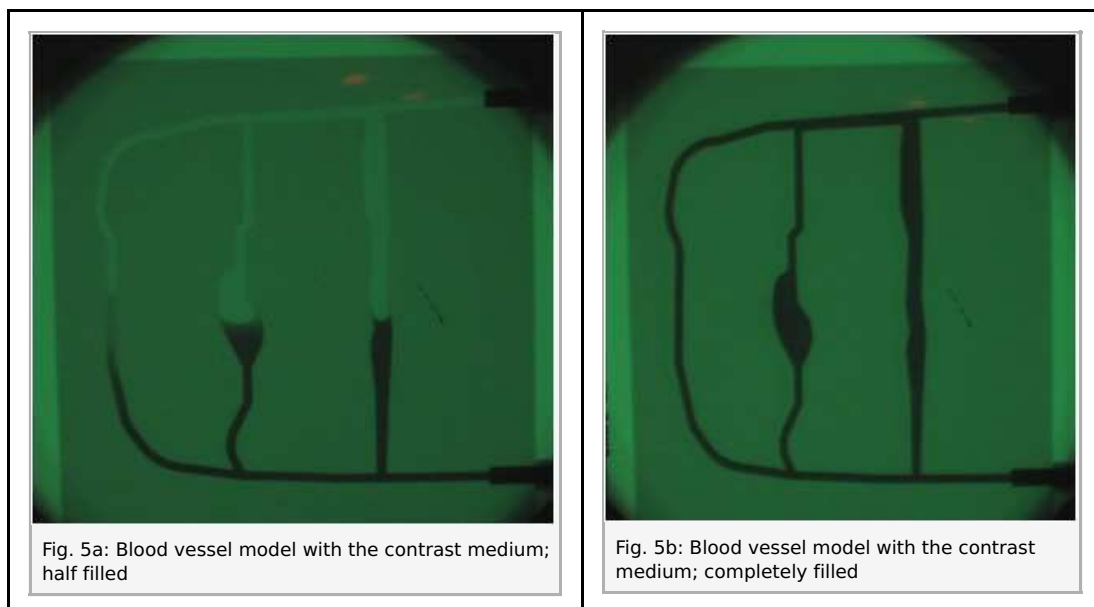 Fig. 5a: Blood vessel model with the contrast medium;
half filled
Fig. 5b: Blood vessel model with the contrast
medium; completely filled